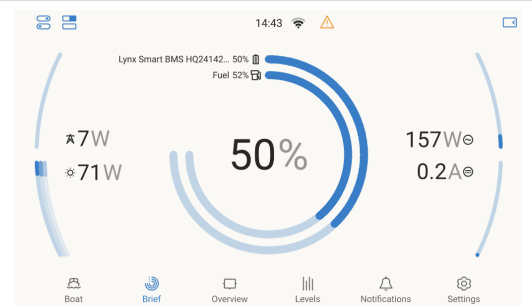 14:43
Lynx Smart BMS HQ24142... 50%
Fuel 52%
7W
71W
50%
157W
0.2A
Boat
Brief
Overview
Levels
Notifications
Settings